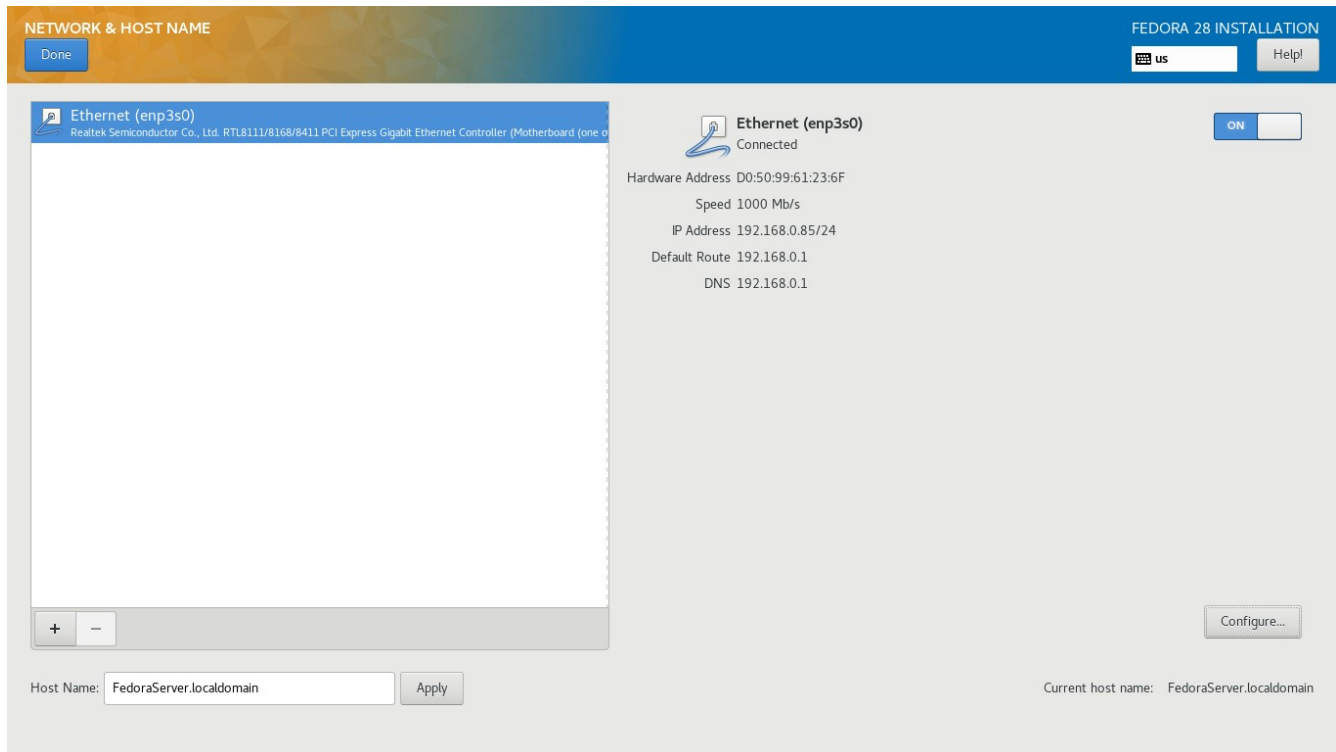 NETWORK & HOST NAME
FEDORA 28 INSTALLATION
Done
us
Help!
Ethernet (enp3s0)
Realtek Semiconductor Co., Ltd. RTL8111/8168/8411 PCI Express Gigabit Ethernet Controller (Motherboard (one
Ethernet (enp3s0)
Connected
ON
Hardware Address D0:50:99:61:23:6F
Speed 1000 Mb/s
IP Address 192.168.0.85/24
Default Route 192.168.0.1
DNS 192.168.0.1
+ −
Configure...
Host Name: FedoraServer.localdomain Apply
Current host name: FedoraServer.localdomain